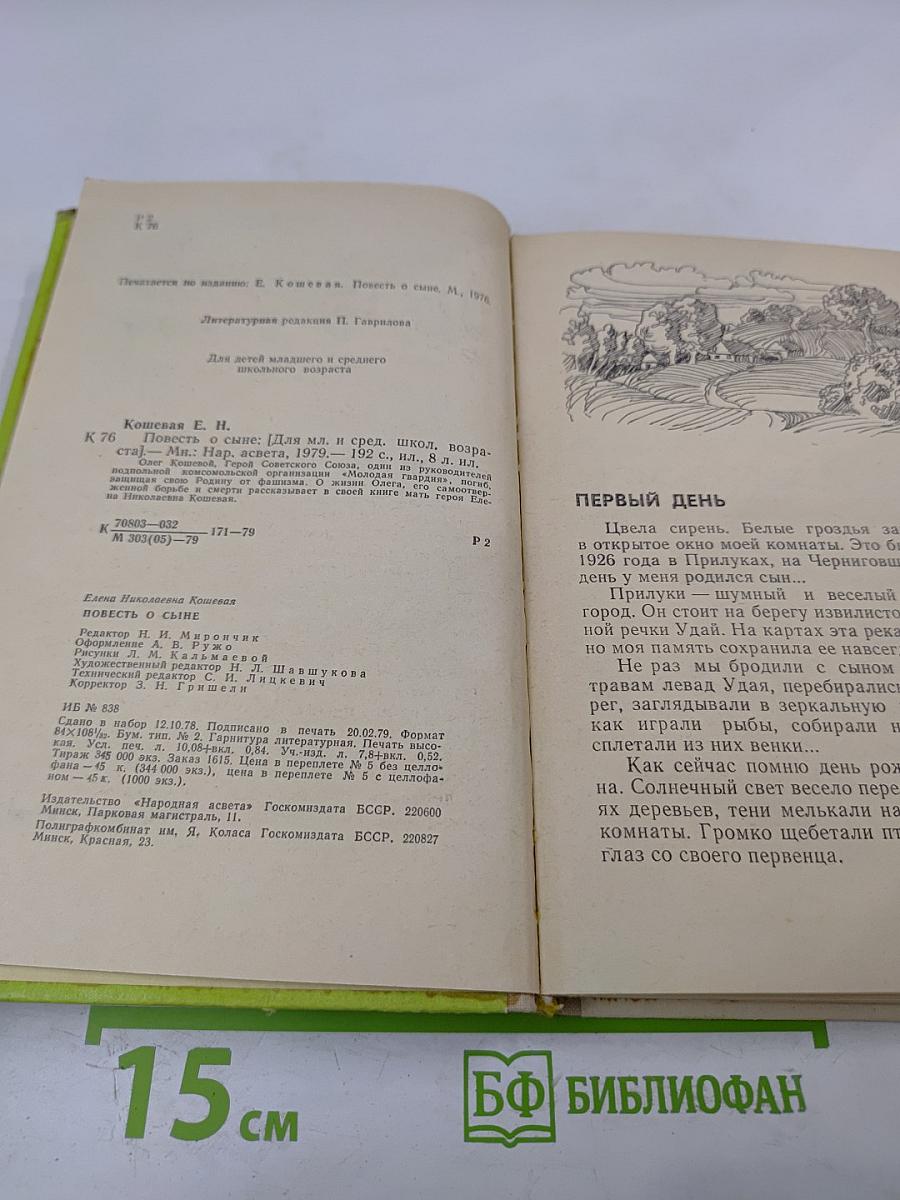 Р 2
К 76
Печатается по изданию: Е. Кошевая. Повесть о сыне. М., 1976.
Литературная редакция П. Гаврилова
Для детей младшего и среднего
школьного возраста
Кошевая Е. Н.
К 76 Повесть о сыне: [Для мл. и сред. школ. возра-
ста].— Мн.: Нар. асвета, 1979.— 192 с., ил., 8 л. ил.
Олег Кошевой, Герой Советского Союза, один из руководителей
подпольной комсомольской организации «Молодая гвардия», погиб,
защищая свою Родину от фашизма. О жизни Олега, его самоотвер-
женной борьбе и смерти рассказывает в своей книге мать героя Еле-
на Николаевна Кошевая.
К 70803—032 171—79
М 303(05)—79
Р 2
Елена Николаевна Кошевая
ПОВЕСТЬ О СЫНЕ
Редактор Н. И. Мирончик
Оформление А. В. Ружо
Рисунки Л. М. Кальмаевой
Художественный редактор Н. Л. Шавшукова
Технический редактор С. И. Лицкевич
Корректор З. Н. Гришели
ИБ № 838
Сдано в набор 12.10.78. Подписано в печать 20.02.79. Формат
84×108¹/₃₂. Бум. тип. № 2. Гарнитура литературная. Печать высо-
кая. Усл. печ. л. 10,08+вкл. 0,84. Уч.-изд. л. 7,8+вкл. 0,52.
Тираж 345 000 экз. Заказ 1615. Цена в переплете № 5 без целло-
фана — 45 к. (344 000 экз.), цена в переплете № 5 с целлофа-
ном — 45 к. (1000 экз.).
Издательство «Народная асвета» Госкомиздата БССР. 220600
Минск, Парковая магистраль, 11.
Полиграфкомбинат им. Я. Коласа Госкомиздата БССР. 220827
Минск, Красная, 23.
ПЕРВЫЙ ДЕНЬ
Цвела сирень. Белые гроздья за
в открытое окно моей комнаты. Это б
1926 года в Прилуках, на Черниговщ
день у меня родился сын...
Прилуки — шумный и веселый
город. Он стоит на берегу извилисто
ной речки Удай. На картах эта река
но моя память сохранила ее навсег
Не раз мы бродили с сыном
травам левад Удая, перебирались
рег, заглядывали в зеркальную
как играли рыбы, собирали н
сплетали из них венки...
Как сейчас помню день рож
на. Солнечный свет весело пере
ях деревьев, тени мелькали на
комнаты. Громко щебетали пт
глаз со своего первенца.
15 см
БФ БИБЛИОФАН